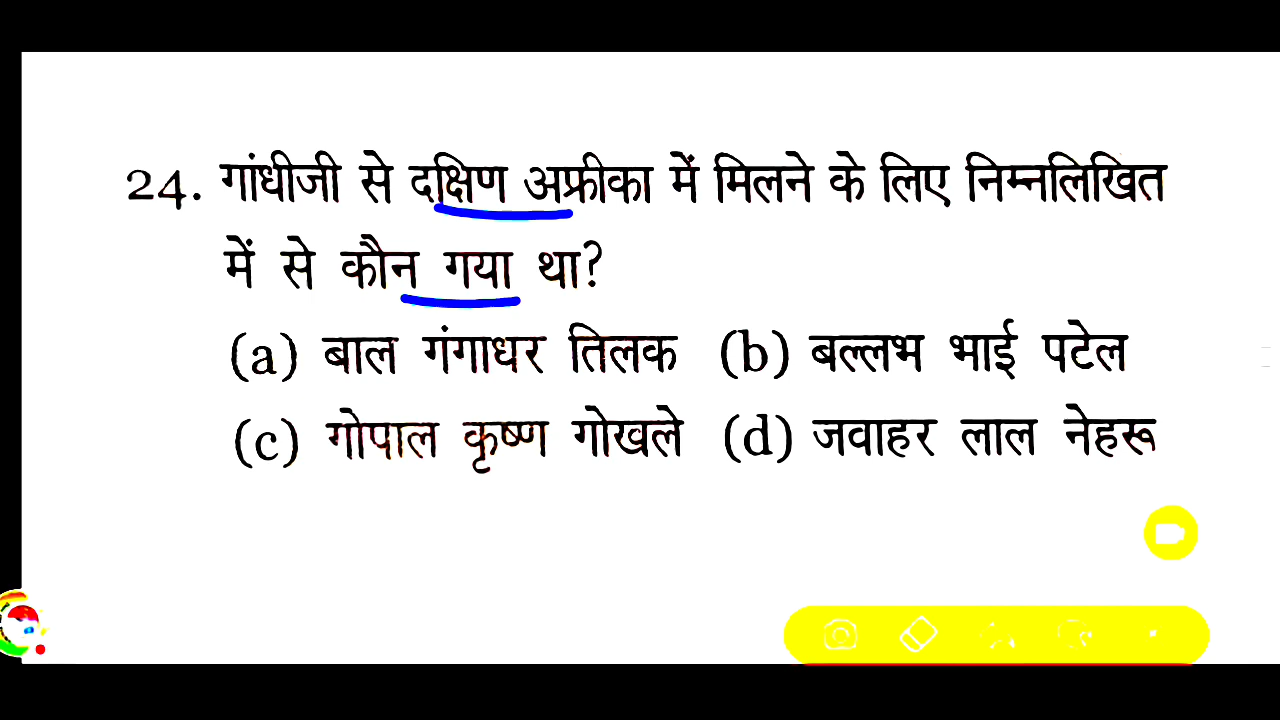 24. गांधीजी से दक्षिण अफ्रीका में मिलने के लिए निम्नलिखित
में से कौन गया था?
(a) बाल गंगाधर तिलक (b) बल्लभ भाई पटेल
(c) गोपाल कृष्ण गोखले (d) जवाहर लाल नेहरू